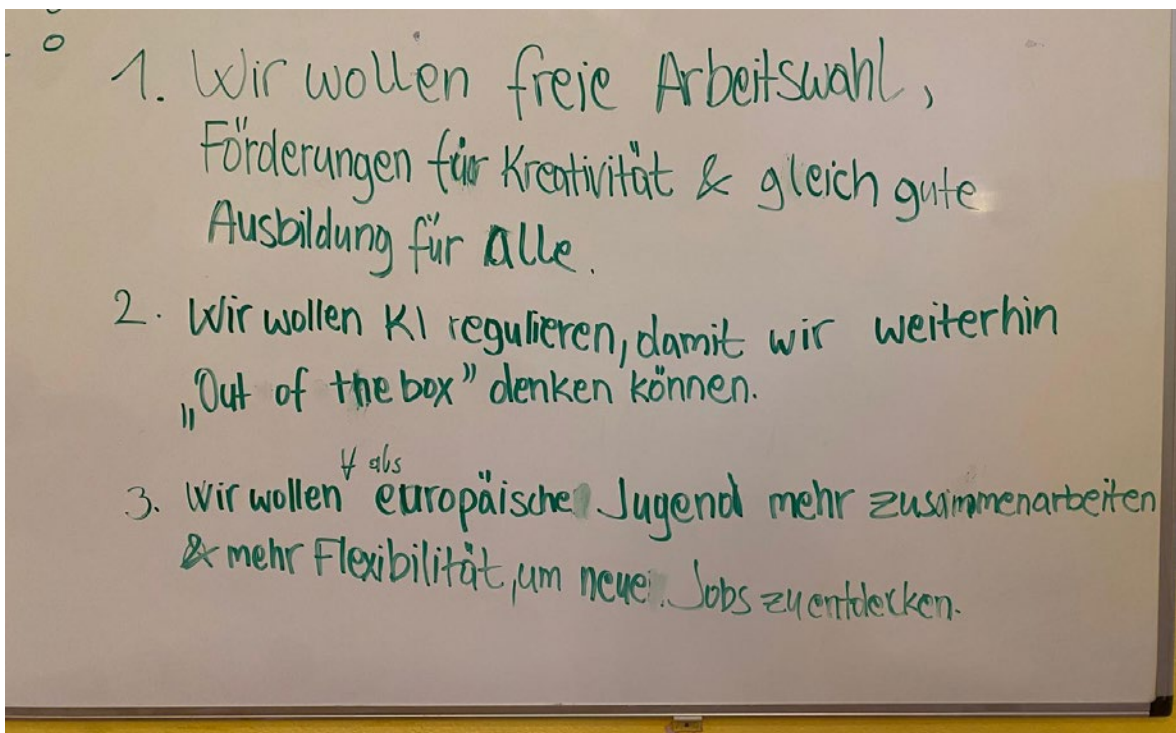 1. Wir wollen freie Arbeitswahl,
Förderungen für Kreativität & gleich gute
Ausbildung für Alle.
2. Wir wollen KI regulieren, damit wir weiterhin
„Out of the box” denken können.
als
3. Wir wollen europäische Jugend mehr zusammenarbeiten
& mehr Flexibilität, um neue Jobs zu entdecken.